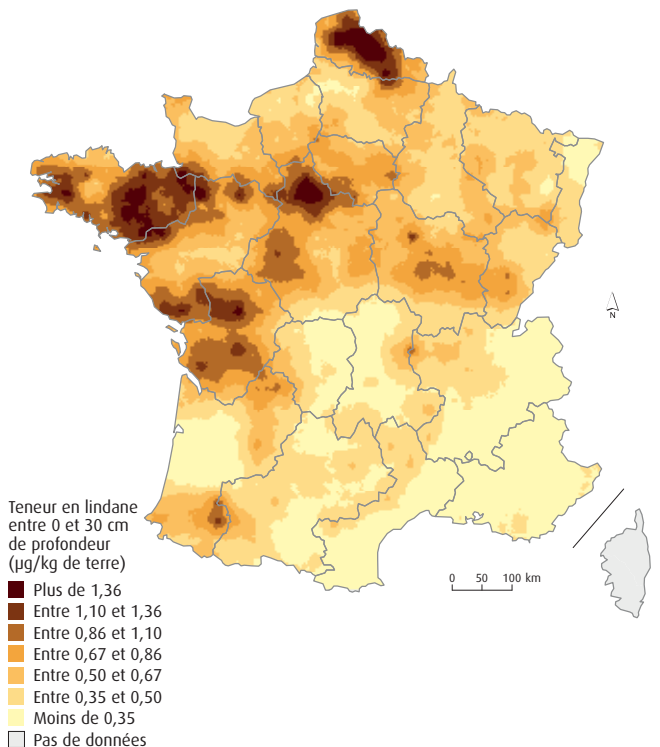 N
Teneur en lindane
entre 0 et 30 cm
de profondeur
(µg/kg de terre)
Plus de 1,36
Entre 1,10 et 1,36
Entre 0,86 et 1,10
Entre 0,67 et 0,86
Entre 0,50 et 0,67
Entre 0,35 et 0,50
Moins de 0,35
Pas de données
0 50 100 km